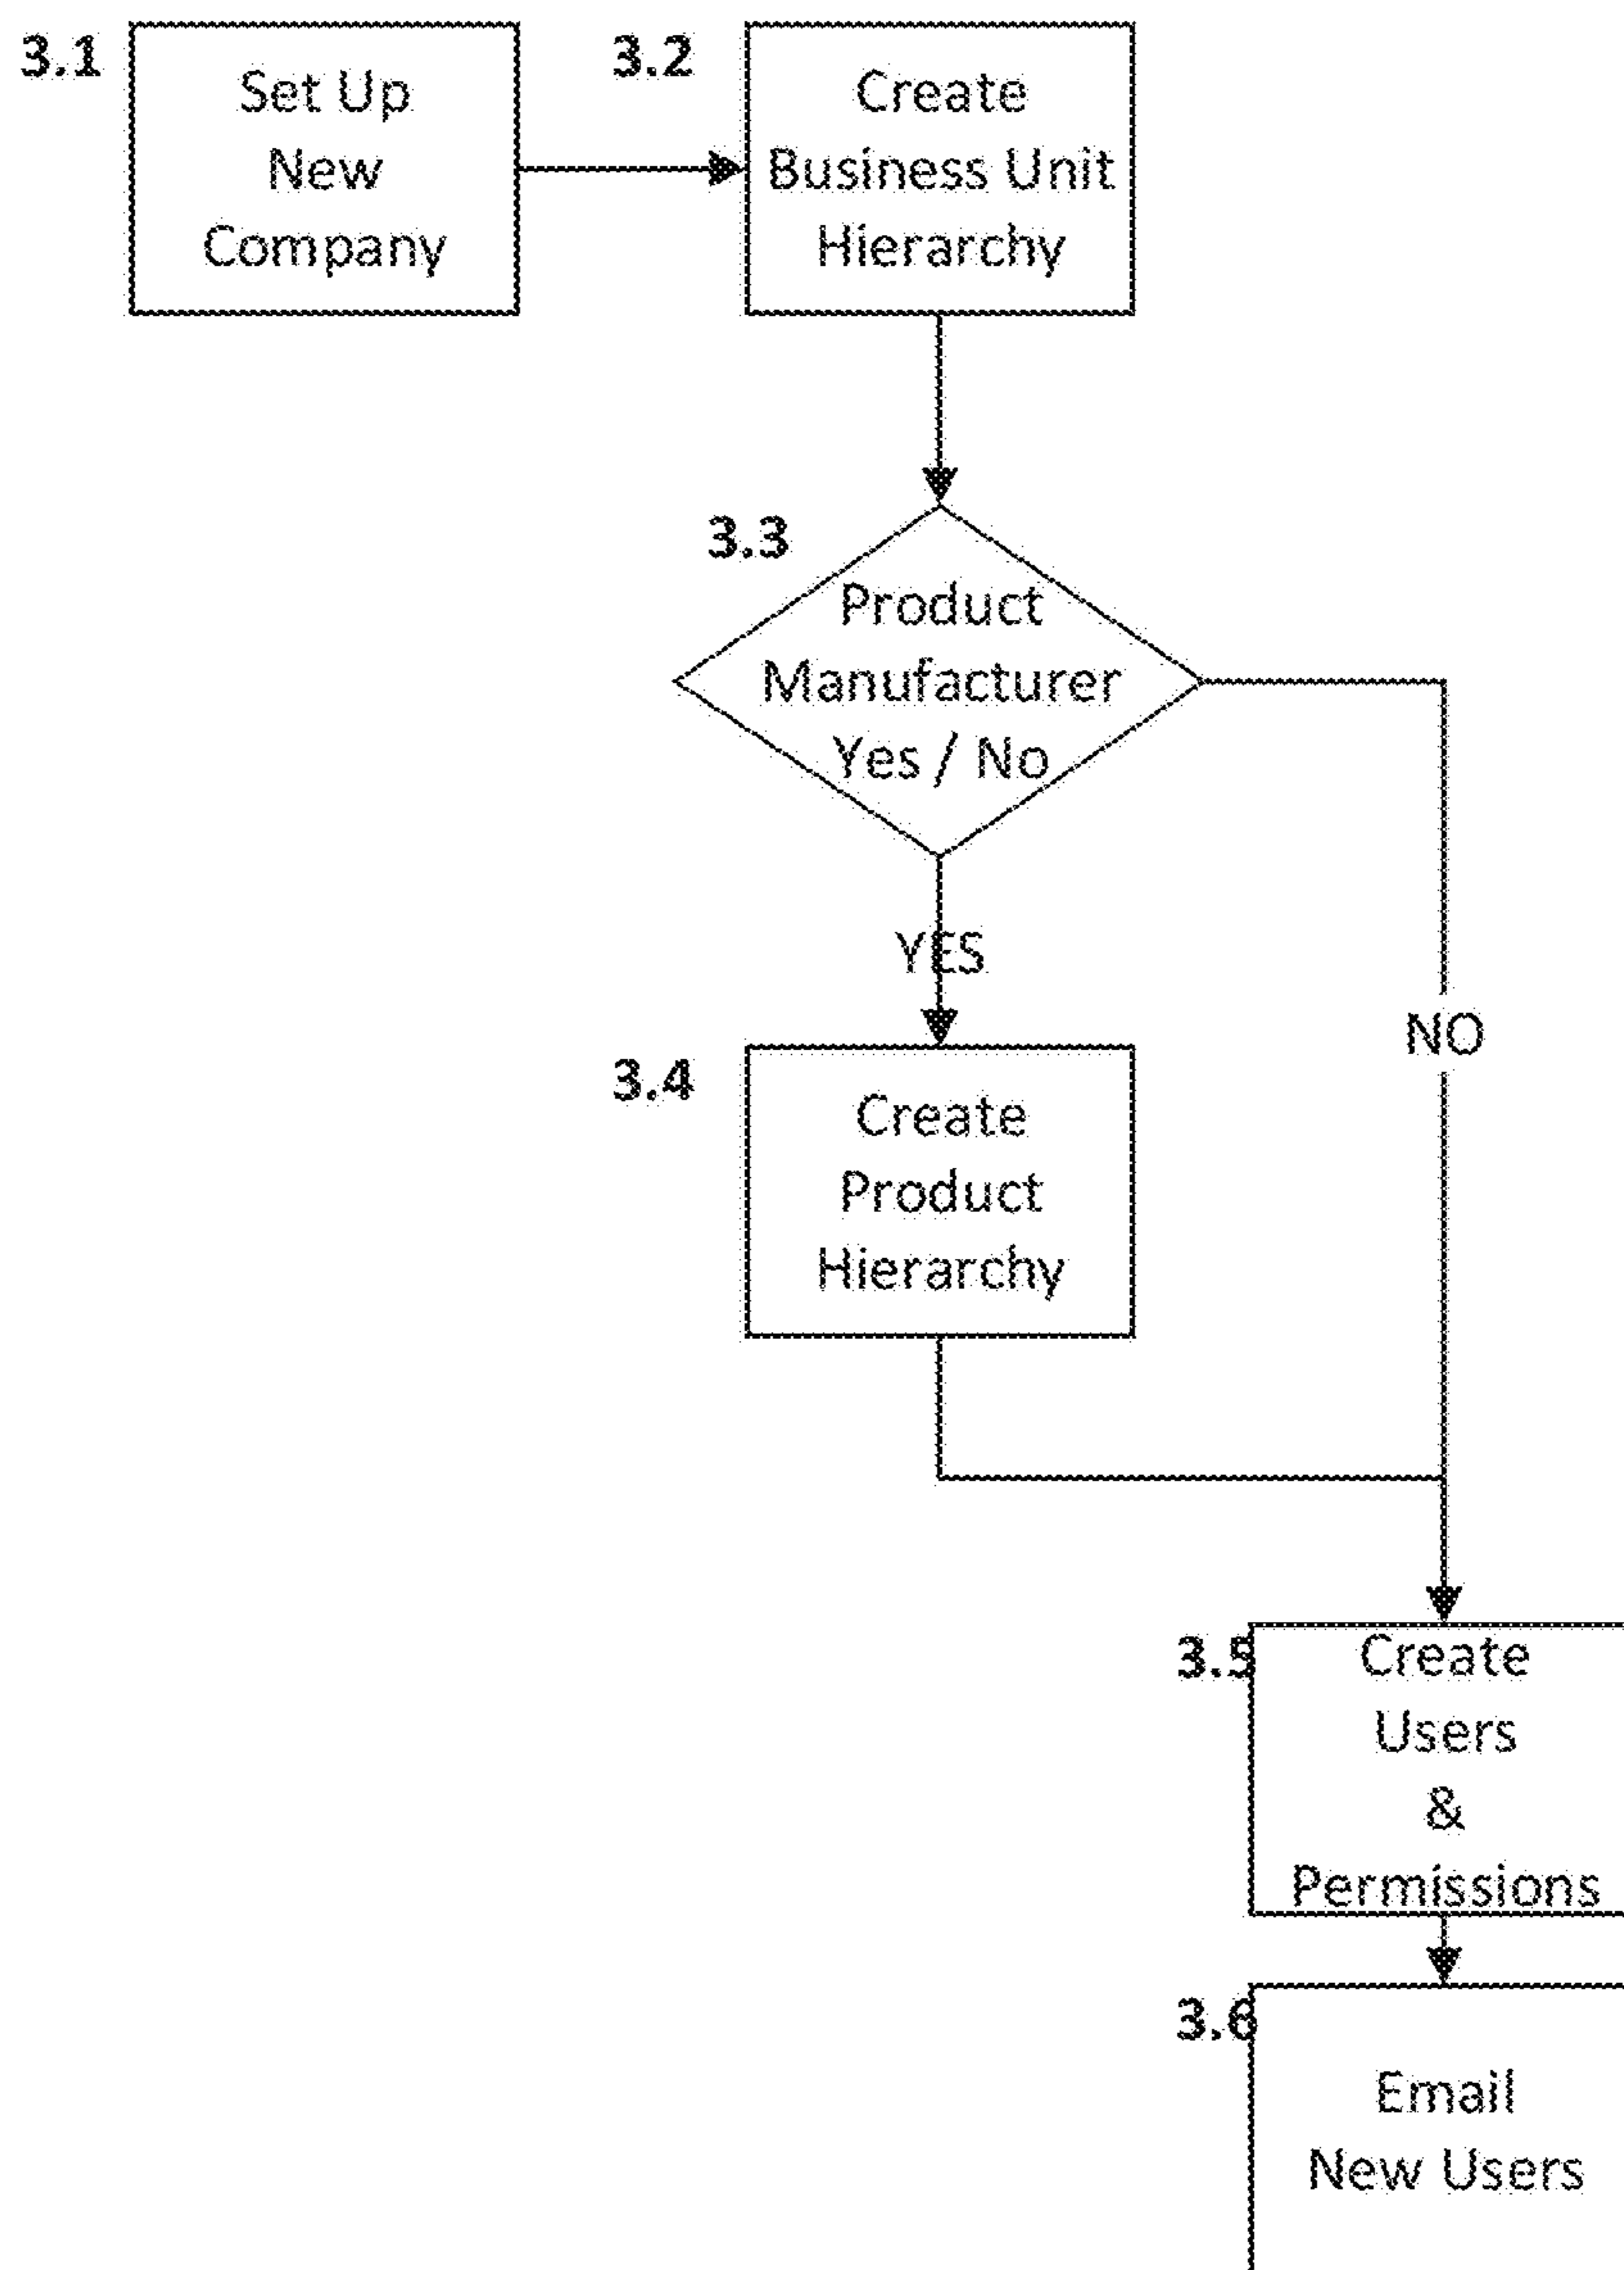 3.1
Set Up
New
Company
3.2
Create
Business Unit
Hierarchy
3.3
Product
Manufacturer
Yes / No
YES
NO
3.4
Create
Product
Hierarchy
3.5
Create
Users
&
Permissions
3.6
Email
New Users